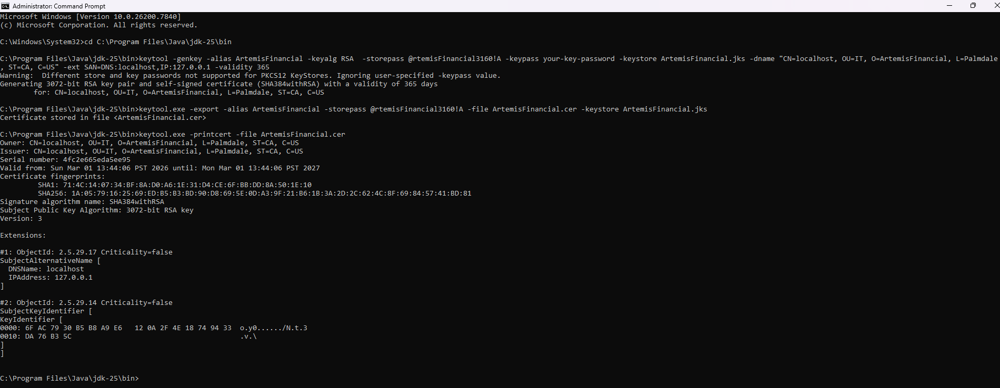 Administrator: Command Prompt
Microsoft Windows [Version 10.0.26200.7840]
(c) Microsoft Corporation. All rights reserved.
C:\Windows\System32>cd C:\Program Files\Java\jdk-25\bin
C:\Program Files\Java\jdk-25\bin>keytool -genkey -alias ArtemisFinancial -keyalg RSA  -storepass @rtemisFinancial3160!A -keypass your-key-password -keystore ArtemisFinancial.jks -dname "CN=localhost, OU=IT, O=ArtemisFinancial, L=Palmdale
, ST=CA, C=US" -ext SAN=DNS:localhost,IP:127.0.0.1 -validity 365
Warning:  Different store and key passwords not supported for PKCS12 KeyStores. Ignoring user-specified -keypass value.
Generating 3072-bit RSA key pair and self-signed certificate (SHA384withRSA) with a validity of 365 days
        for: CN=localhost, OU=IT, O=ArtemisFinancial, L=Palmdale, ST=CA, C=US
C:\Program Files\Java\jdk-25\bin>keytool.exe -export -alias ArtemisFinancial -storepass @rtemisFinancial3160!A -file ArtemisFinancial.cer -keystore ArtemisFinancial.jks
Certificate stored in file <ArtemisFinancial.cer>
C:\Program Files\Java\jdk-25\bin>keytool.exe -printcert -file ArtemisFinancial.cer
Owner: CN=localhost, OU=IT, O=ArtemisFinancial, L=Palmdale, ST=CA, C=US
Issuer: CN=localhost, OU=IT, O=ArtemisFinancial, L=Palmdale, ST=CA, C=US
Serial number: 4fc2e665eda5ee95
Valid from: Sun Mar 01 13:44:06 PST 2026 until: Mon Mar 01 13:44:06 PST 2027
Certificate fingerprints:
         SHA1: 71:4C:14:07:34:BF:8A:D0:A6:1E:31:D4:CE:6F:BB:DD:8A:50:1E:10
         SHA256: 1A:05:79:16:25:69:ED:B5:B3:BD:90:D8:69:5E:0D:A3:9F:21:B6:1B:3A:2D:2C:62:4C:8F:69:84:57:41:BD:81
Signature algorithm name: SHA384withRSA
Subject Public Key Algorithm: 3072-bit RSA key
Version: 3
Extensions:
#1: ObjectId: 2.5.29.17 Criticality=false
SubjectAlternativeName [
  DNSName: localhost
  IPAddress: 127.0.0.1
]
#2: ObjectId: 2.5.29.14 Criticality=false
SubjectKeyIdentifier [
KeyIdentifier [
0000: 6F AC 79 30 B5 B8 A9 E6   12 0A 2F 4E 18 74 94 33  o.y0....../N.t.3
0010: DA 76 B3 5C                                        .v.\
]
]
C:\Program Files\Java\jdk-25\bin>